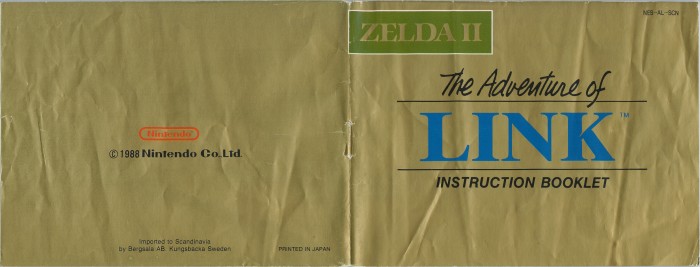 Nintendo
© 1988 Nintendo Co., Ltd.
Imported to Scandinavia
by Bergsala AB. Kungsbacka Sweden
PRINTED IN JAPAN
NES-AL-SCN
ZELDA II
The Adventure of
LINK™
INSTRUCTION BOOKLET